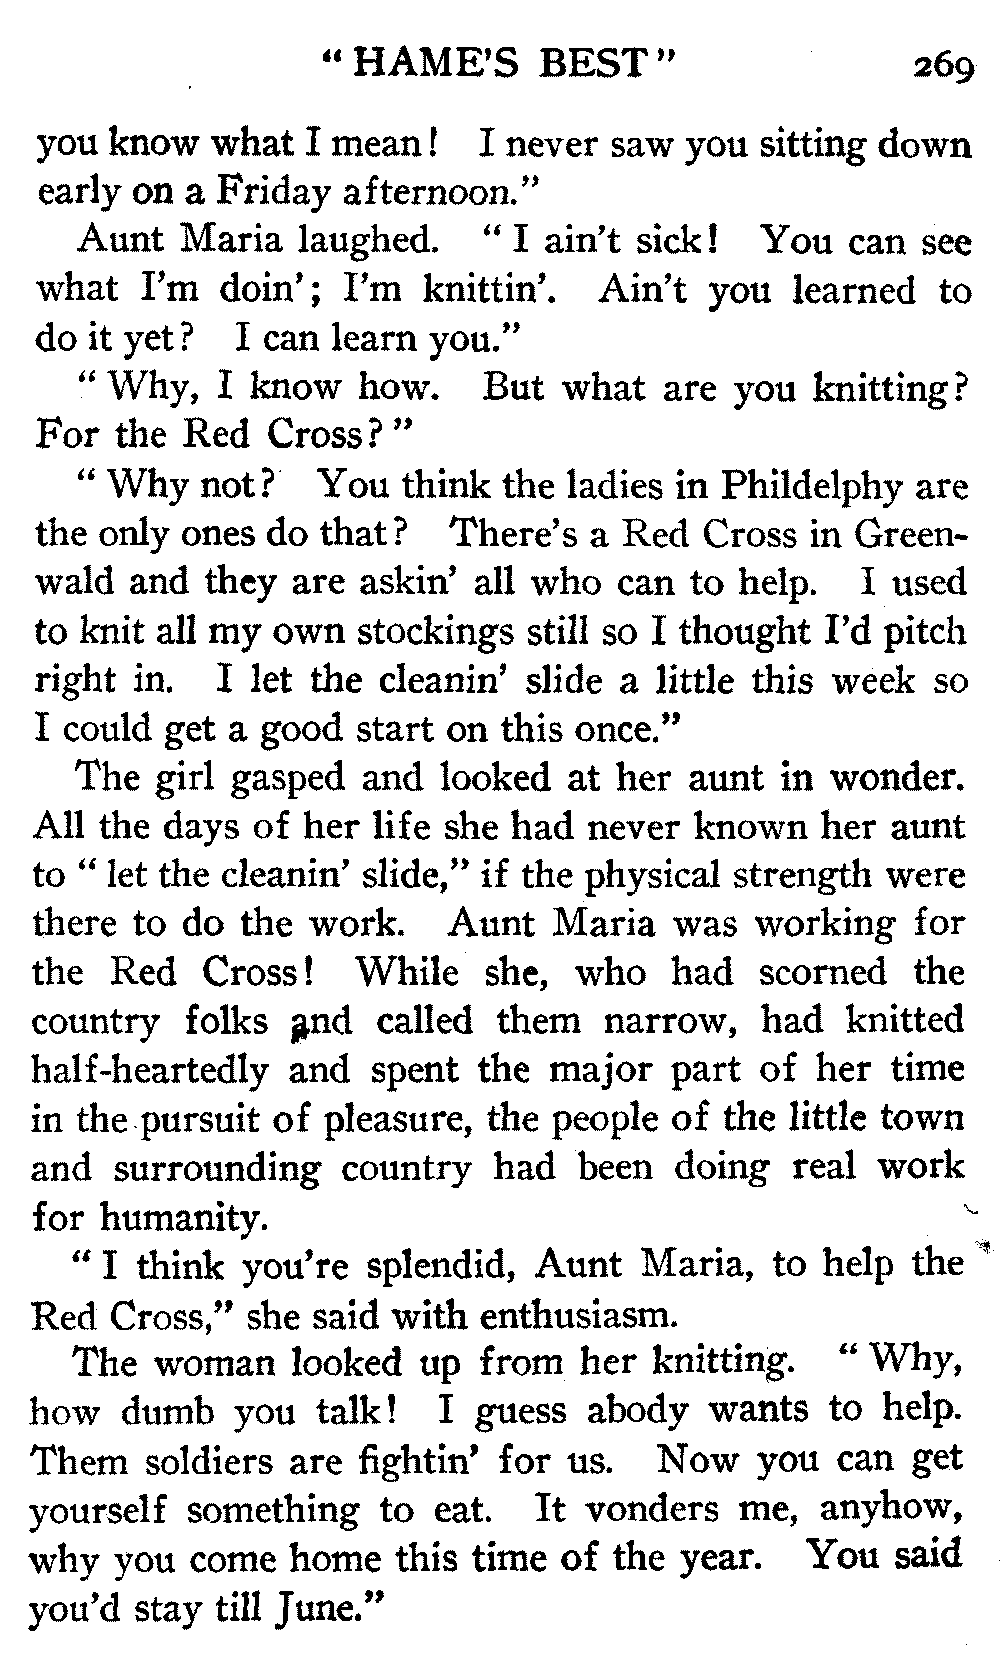 “ HAME'S BEST ” 269
you know what I mean! I never saw you sitting down
early on a Friday afternoon.”
Aunt Maria laughed. “ I ain't sick! You can see
what I'm doin'; I'm knittin'. Ain't you learned to
do it yet? I can learn you.”
“ Why, I know how. But what are you knitting?
For the Red Cross? ”
“ Why not? You think the ladies in Phildelphy are
the only ones do that? There's a Red Cross in Green-
wald and they are askin' all who can to help. I used
to knit all my own stockings still so I thought I'd pitch
right in. I let the cleanin' slide a little this week so
I could get a good start on this once.”
The girl gasped and looked at her aunt in wonder.
All the days of her life she had never known her aunt
to “ let the cleanin' slide,” if the physical strength were
there to do the work. Aunt Maria was working for
the Red Cross! While she, who had scorned the
country folks and called them narrow, had knitted
half-heartedly and spent the major part of her time
in the pursuit of pleasure, the people of the little town
and surrounding country had been doing real work
for humanity.
“ I think you're splendid, Aunt Maria, to help the
Red Cross,” she said with enthusiasm.
The woman looked up from her knitting. “ Why,
how dumb you talk! I guess abody wants to help.
Them soldiers are fightin' for us. Now you can get
yourself something to eat. It vonders me, anyhow,
why you come home this time of the year. You said
you'd stay till June.”